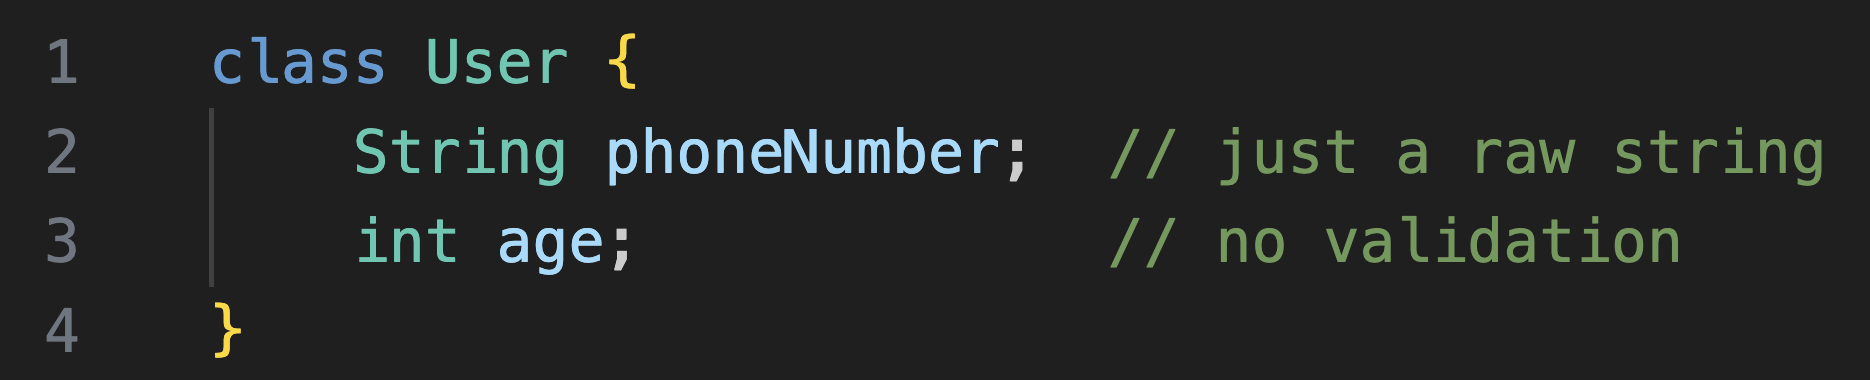 1 class User {
2 String phoneNumber; // just a raw string
3 int age; // no validation
4 }